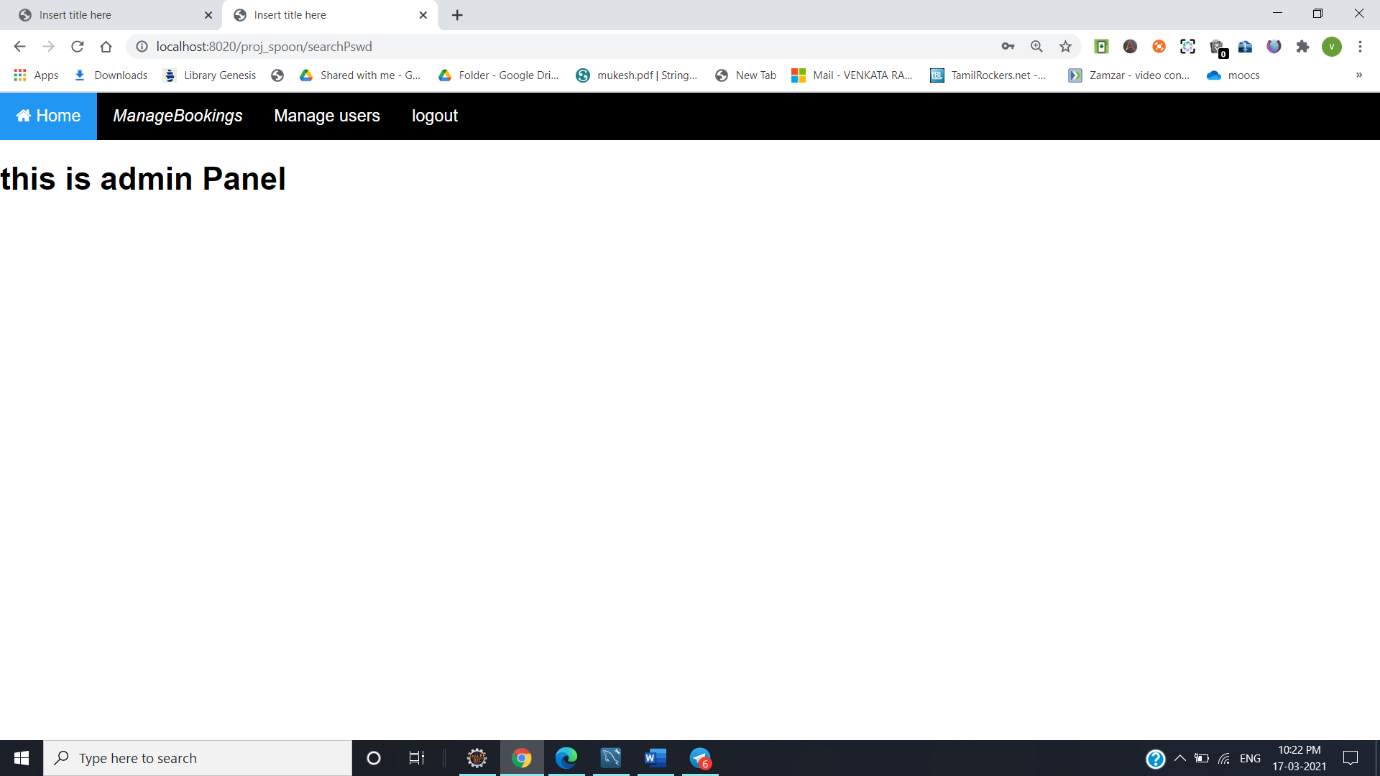 Insert title here
Insert title here
localhost:8020/proj_spoon/searchPswd
0
V
Apps
Downloads
Library Genesis
Shared with me - G...
Folder - Google Dri...
mukesh.pdf | String...
New Tab
Mail - VENKATA RA...
TamilRockers.net -...
Zamzar - video con...
moocs
»
Home
ManageBookings
Manage users
logout
this is admin Panel
Type here to search
6
ENG
10:22 PM
17-03-2021